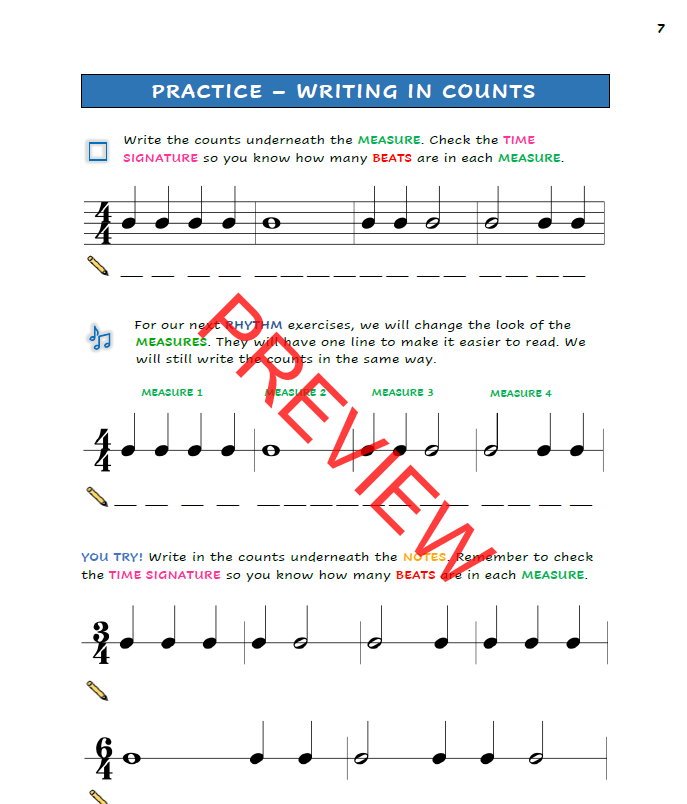 7
PRACTICE – WRITING IN COUNTS
Write the counts underneath the MEASURE. Check the TIME
SIGNATURE so you know how many BEATS are in each MEASURE.
4
4
For our next RHYTHM exercises, we will change the look of the
MEASURES. They will have one line to make it easier to read. We
will still write the counts in the same way.
MEASURE 1 MEASURE 2 MEASURE 3 MEASURE 4
4
4
YOU TRY! Write in the counts underneath the NOTES. Remember to check
the TIME SIGNATURE so you know how many BEATS are in each MEASURE.
3
4
6
4
PREVIEW